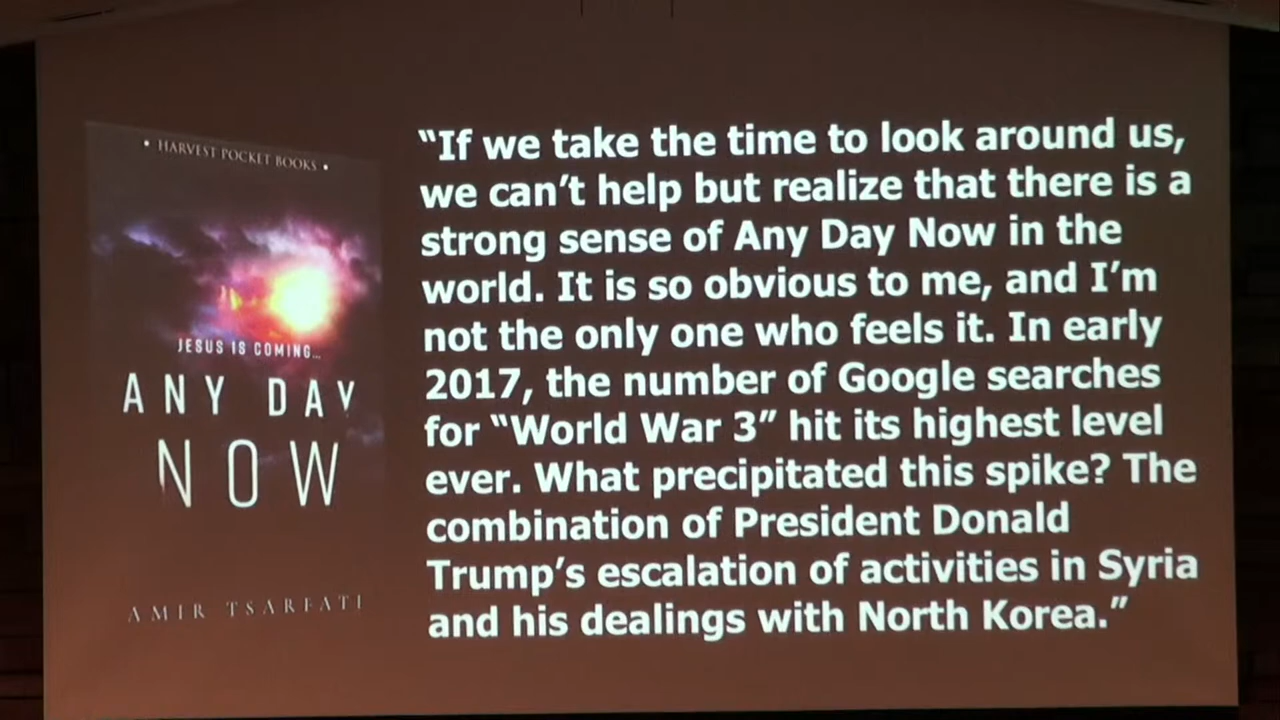 • HARVEST POCKET BOOKS •
JESUS IS COMING...
ANY DAY
NOW
AMIR TSARFATI
“If we take the time to look around us,
we can’t help but realize that there is a
strong sense of Any Day Now in the
world. It is so obvious to me, and I’m
not the only one who feels it. In early
2017, the number of Google searches
for “World War 3” hit its highest level
ever. What precipitated this spike? The
combination of President Donald
Trump’s escalation of activities in Syria
and his dealings with North Korea.”